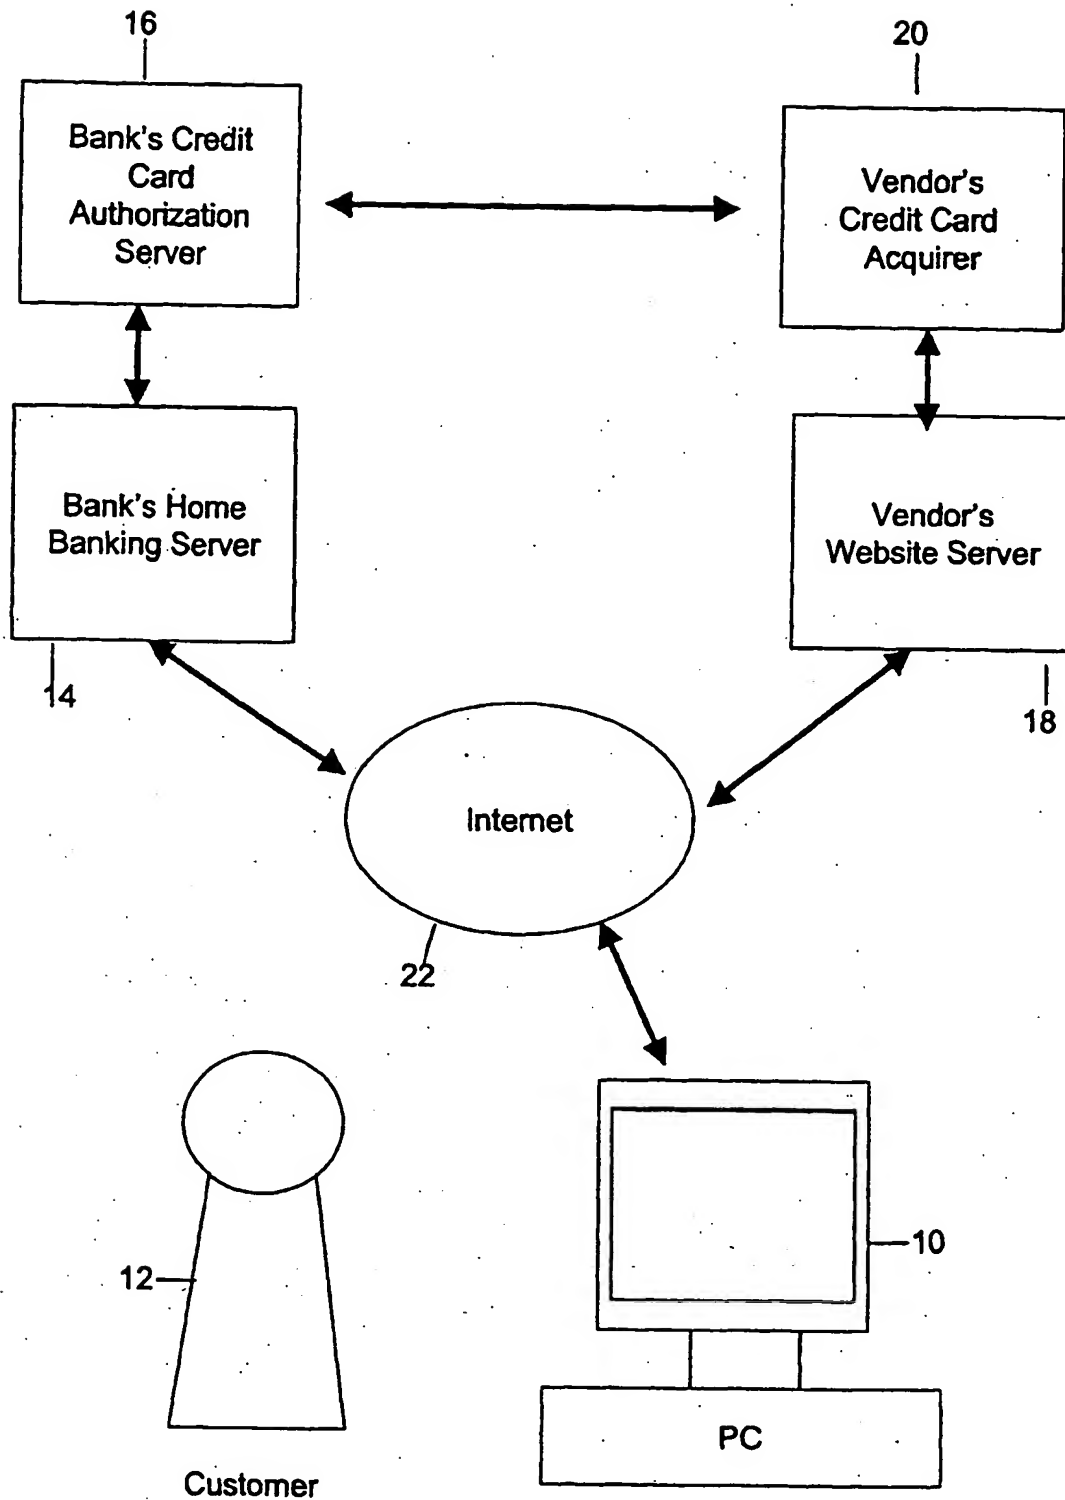 16
20
Bank's Credit
Card
Authorization
Server
Vendor's
Credit Card
Acquirer
Bank's Home
Banking Server
Vendor's
Website Server
14
18
Internet
22
12
10
PC
Customer